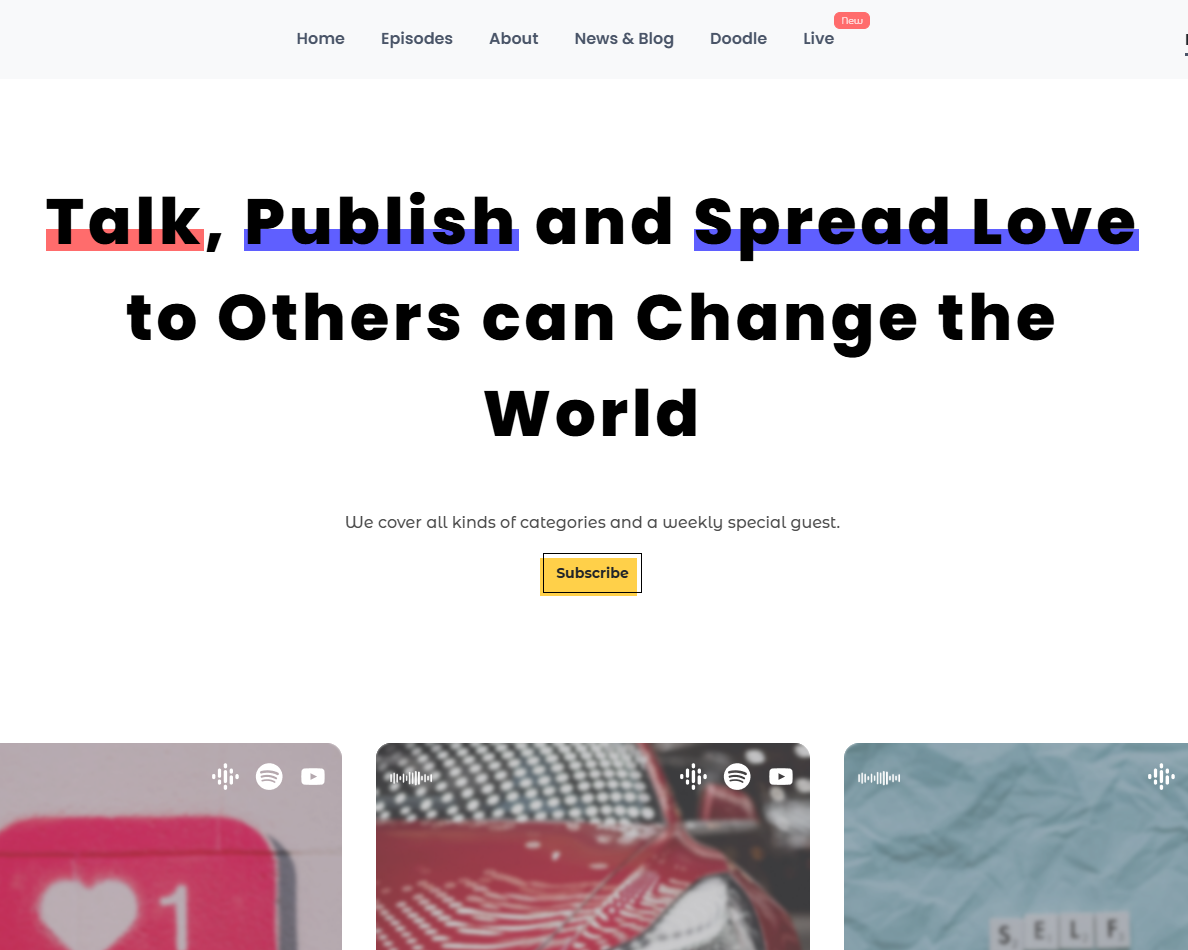 New
Home Episodes About News & Blog Doodle Live
Talk, Publish and Spread Love
to Others can Change the
World
We cover all kinds of categories and a weekly special guest.
Subscribe
1
SELF